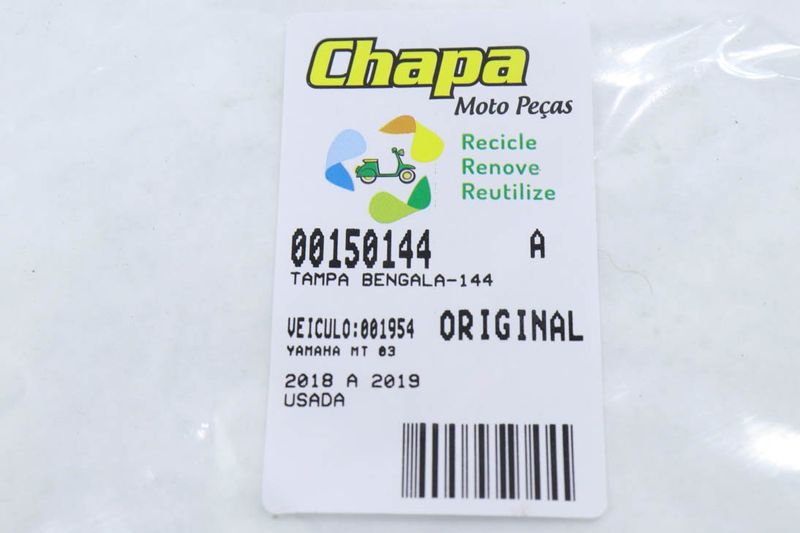 Chapa
Moto Peças
Recicle
Renove
Reutilize
00150144 A
TAMPA BENGALA-144
VEICULO:001954 ORIGINAL
YAMAHA MT 03
2018 A 2019
USADA